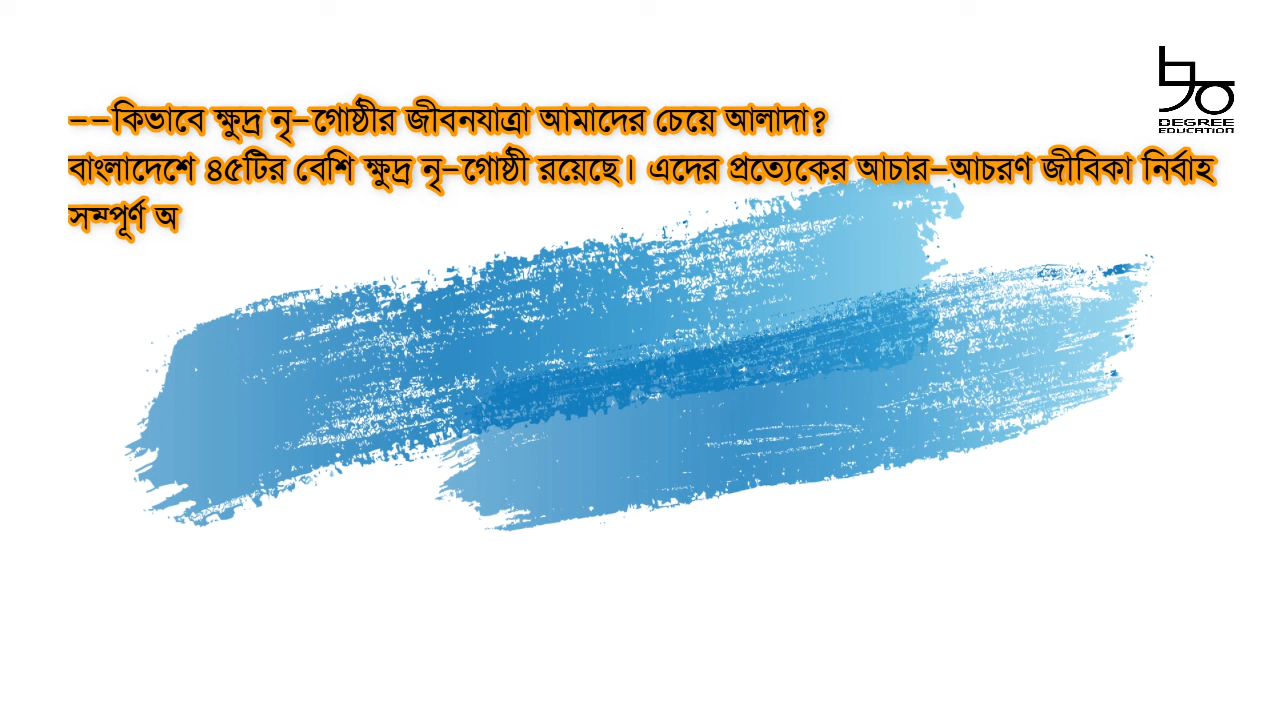 --কিভাবে ক্ষুদ্র নৃ-গোষ্ঠীর জীবনযাত্রা আমাদের চেয়ে আলাদা?
বাংলাদেশে ৪৫টির বেশি ক্ষুদ্র নৃ-গোষ্ঠী রয়েছে। এদের প্রত্যেকের আচার-আচরণ জীবিকা নির্বাহ
সম্পূর্ণ অ
DEGREE
EDUCATION